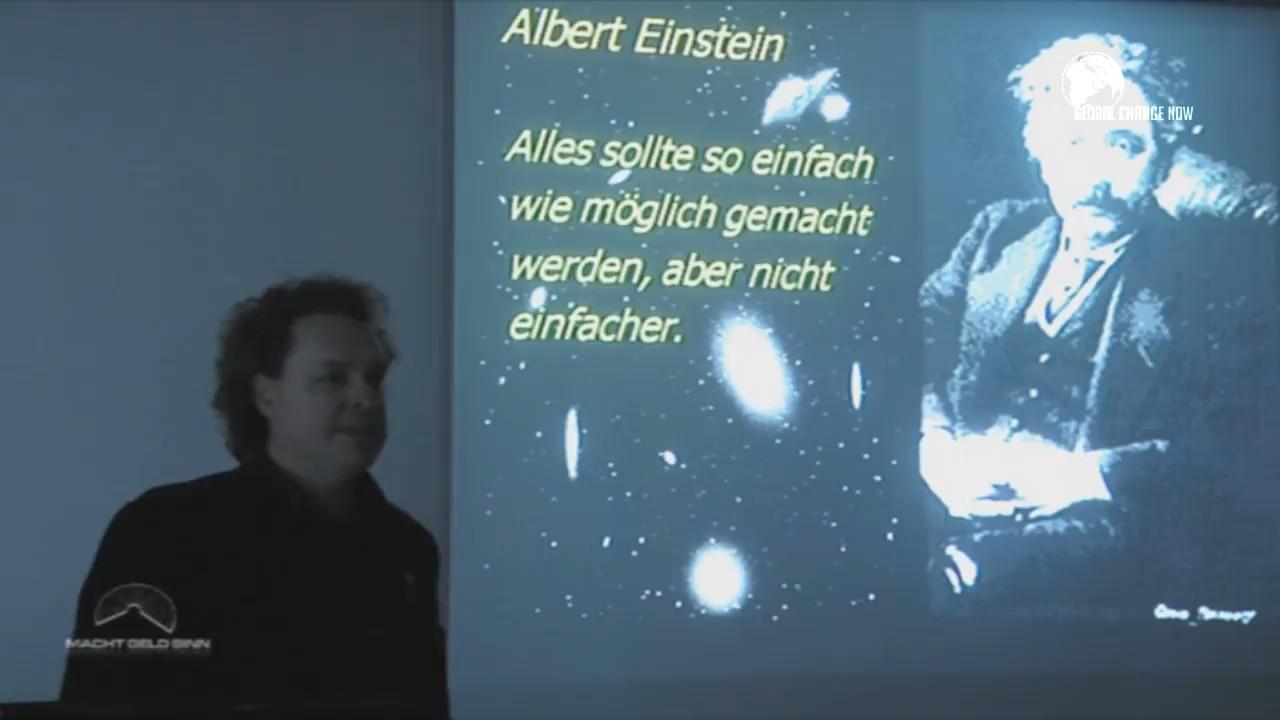 Albert Einstein
GLOBAL CHANGE NOW
Alles sollte so einfach
wie möglich gemacht
werden, aber nicht
einfacher.
MACHT GELD SINN